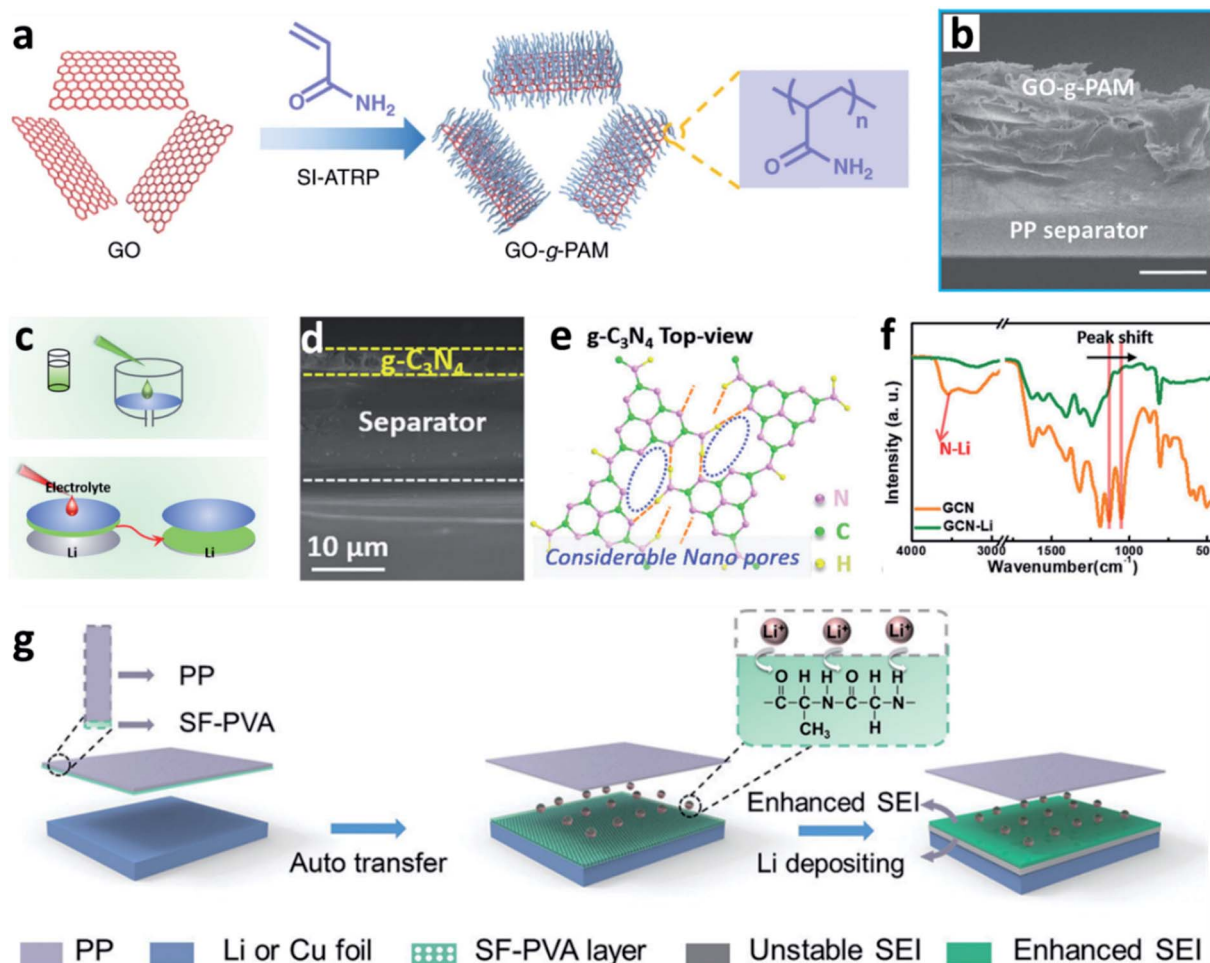 a
O
NH₂
SI-ATRP
GO
GO-g-PAM
n
O
NH₂
b
GO-g-PAM
PP separator
c
Electrolyte
Li
Li
d
g-C₃N₄
Separator
10 µm
e
g-C₃N₄ Top-view
Considerable Nano pores
N
C
H
f
Peak shift
Intensity (a. u.)
N-Li
GCN
GCN-Li
4000 3000 1500 1000 500
Wavenumber(cm⁻¹)
g
PP
SF-PVA
Auto transfer
Li⁺ Li⁺ Li⁺
O H H O H H
–C–C–N–C–C–N–
CH₃ H
Enhanced SEI
Li depositing
PP Li or Cu foil SF-PVA layer Unstable SEI Enhanced SEI